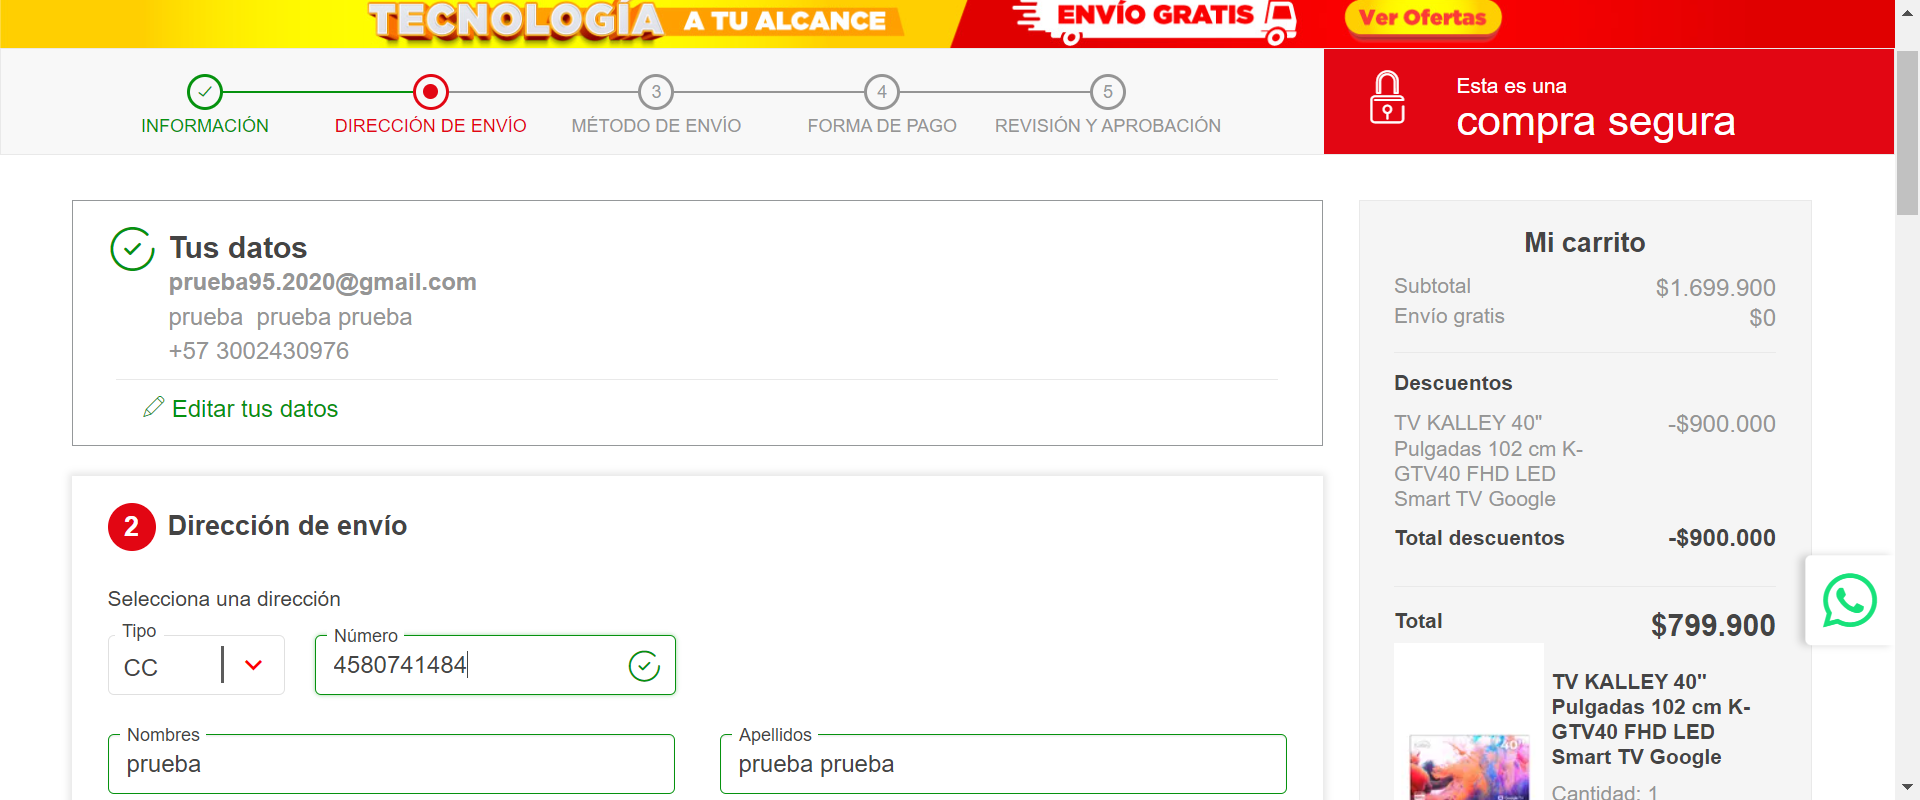 TECNOLOGÍA A TU ALCANCE
ENVÍO GRATIS
Ver Ofertas
3
4
5
INFORMACIÓN
DIRECCIÓN DE ENVÍO
MÉTODO DE ENVÍO
FORMA DE PAGO
REVISIÓN Y APROBACIÓN
Esta es una
compra segura
Tus datos
prueba95.2020@gmail.com
prueba  prueba prueba
+57 3002430976
Editar tus datos
2 Dirección de envío
Selecciona una dirección
Tipo
CC
Número
4580741484
Nombres
prueba
Apellidos
prueba prueba
Mi carrito
Subtotal $1.699.900
Envío gratis $0
Descuentos
TV KALLEY 40" -$900.000
Pulgadas 102 cm K-
GTV40 FHD LED
Smart TV Google
Total descuentos -$900.000
Total $799.900
TV KALLEY 40"
Pulgadas 102 cm K-
GTV40 FHD LED
Smart TV Google
Cantidad: 1